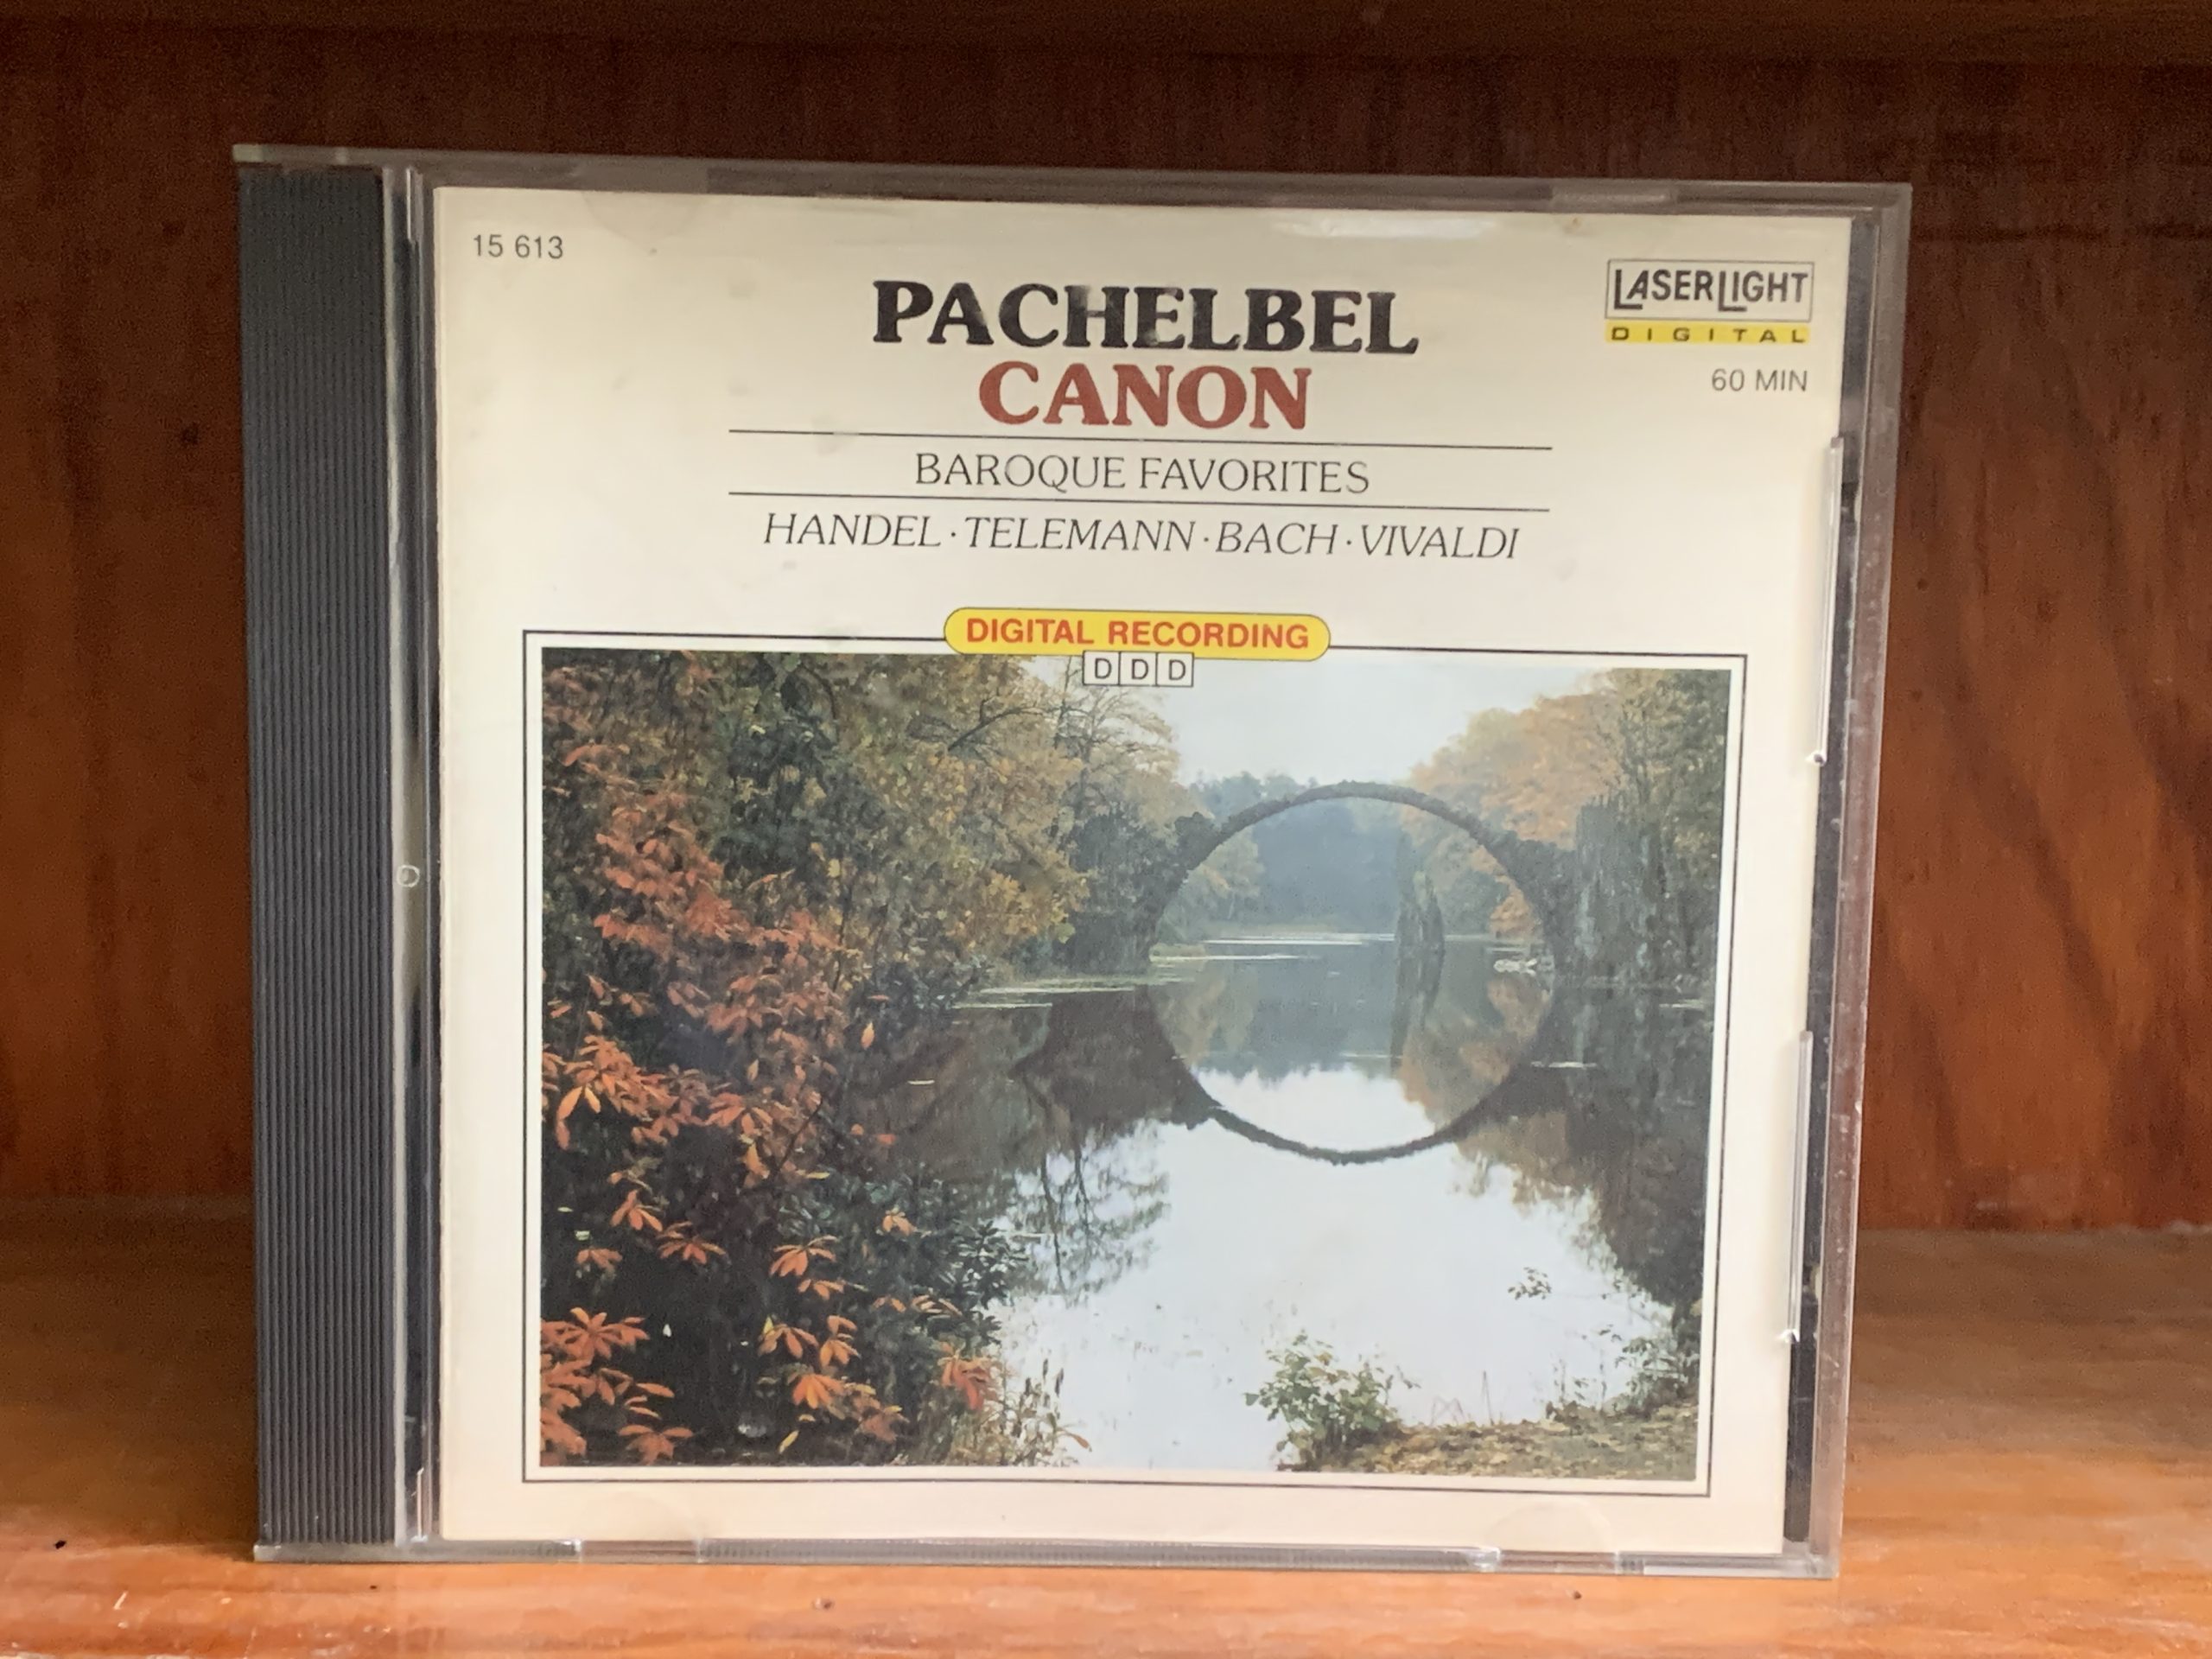 15 613
LASERLIGHT
DIGITAL
60 MIN
PACHELBEL
CANON
BAROQUE FAVORITES
HANDEL · TELEMANN · BACH · VIVALDI
DIGITAL RECORDING
DDD